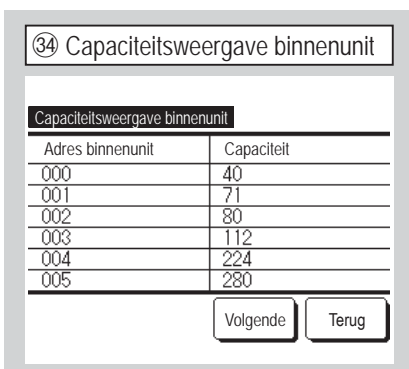 ㉞ Capaciteitsweergave binnenunit
Capaciteitsweergave binnenunit
Adres binnenunit Capaciteit
000 40
001 71
002 80
003 112
004 224
005 280
Volgende Terug